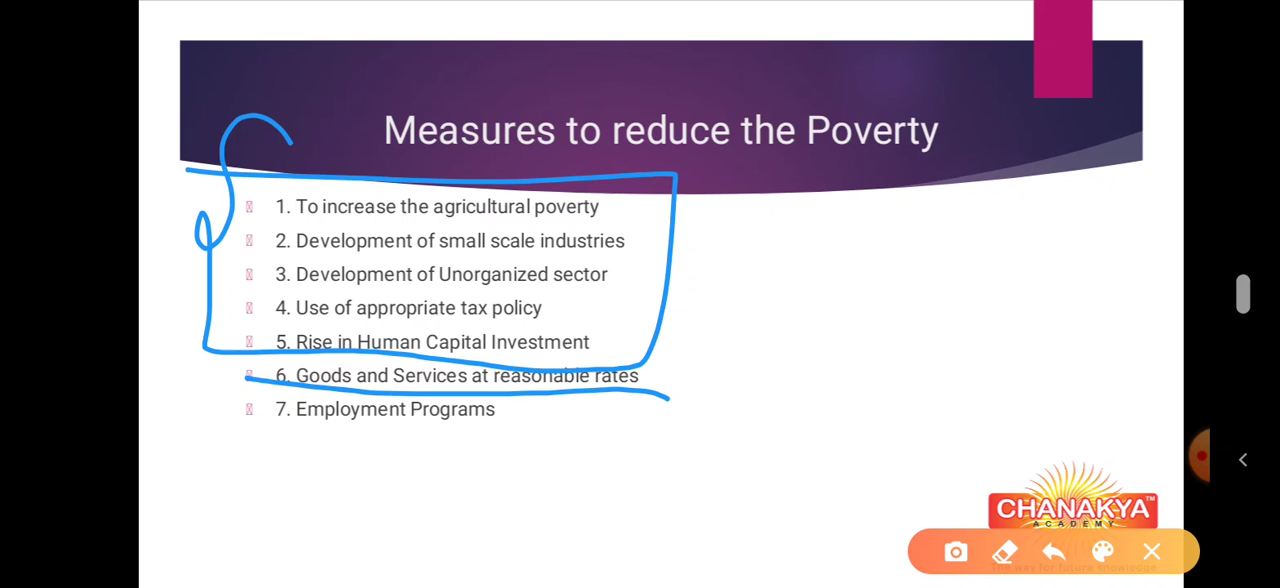 Measures to reduce the Poverty
1. To increase the agricultural poverty
2. Development of small scale industries
3. Development of Unorganized sector
4. Use of appropriate tax policy
5. Rise in Human Capital Investment
6. Goods and Services at reasonable rates
7. Employment Programs
CHANAKYA TM
ACADEMY